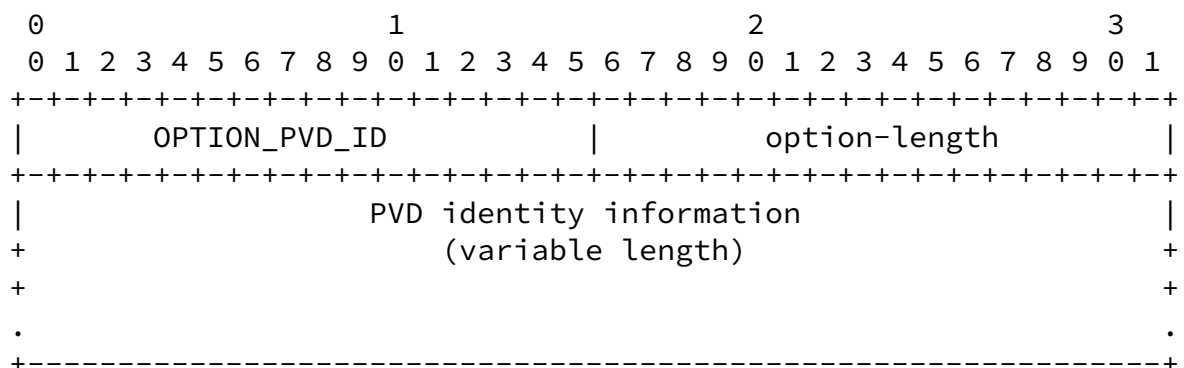 0                   1                   2                   3
 0 1 2 3 4 5 6 7 8 9 0 1 2 3 4 5 6 7 8 9 0 1 2 3 4 5 6 7 8 9 0 1
+-+-+-+-+-+-+-+-+-+-+-+-+-+-+-+-+-+-+-+-+-+-+-+-+-+-+-+-+-+-+-+-+
|       OPTION_PVD_ID           |         option-length         |
+-+-+-+-+-+-+-+-+-+-+-+-+-+-+-+-+-+-+-+-+-+-+-+-+-+-+-+-+-+-+-+-+
|                   PVD identity information                    |
+                       (variable length)                       +
+                                                               +
.                                                               .
+---------------------------------------------------------------+